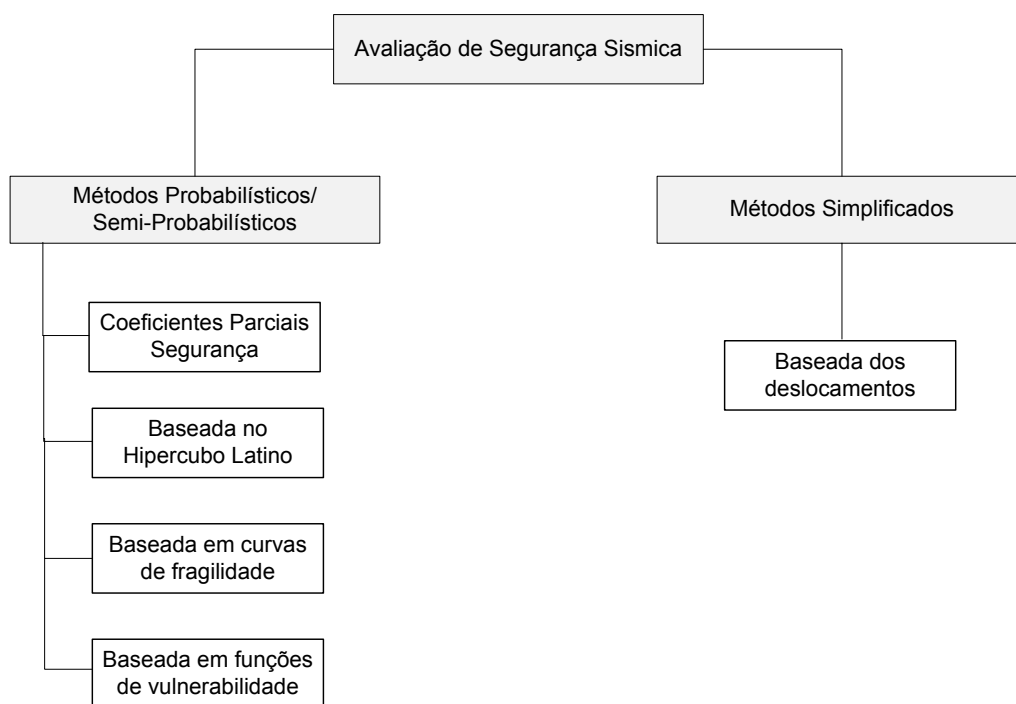 Avaliação de Segurança Sismica
Métodos Probabilísticos/
Semi-Probabilísticos
Métodos Simplificados
Coeficientes Parciais
Segurança
Baseada no
Hipercubo Latino
Baseada em curvas
de fragilidade
Baseada em funções
de vulnerabilidade
Baseada dos
deslocamentos